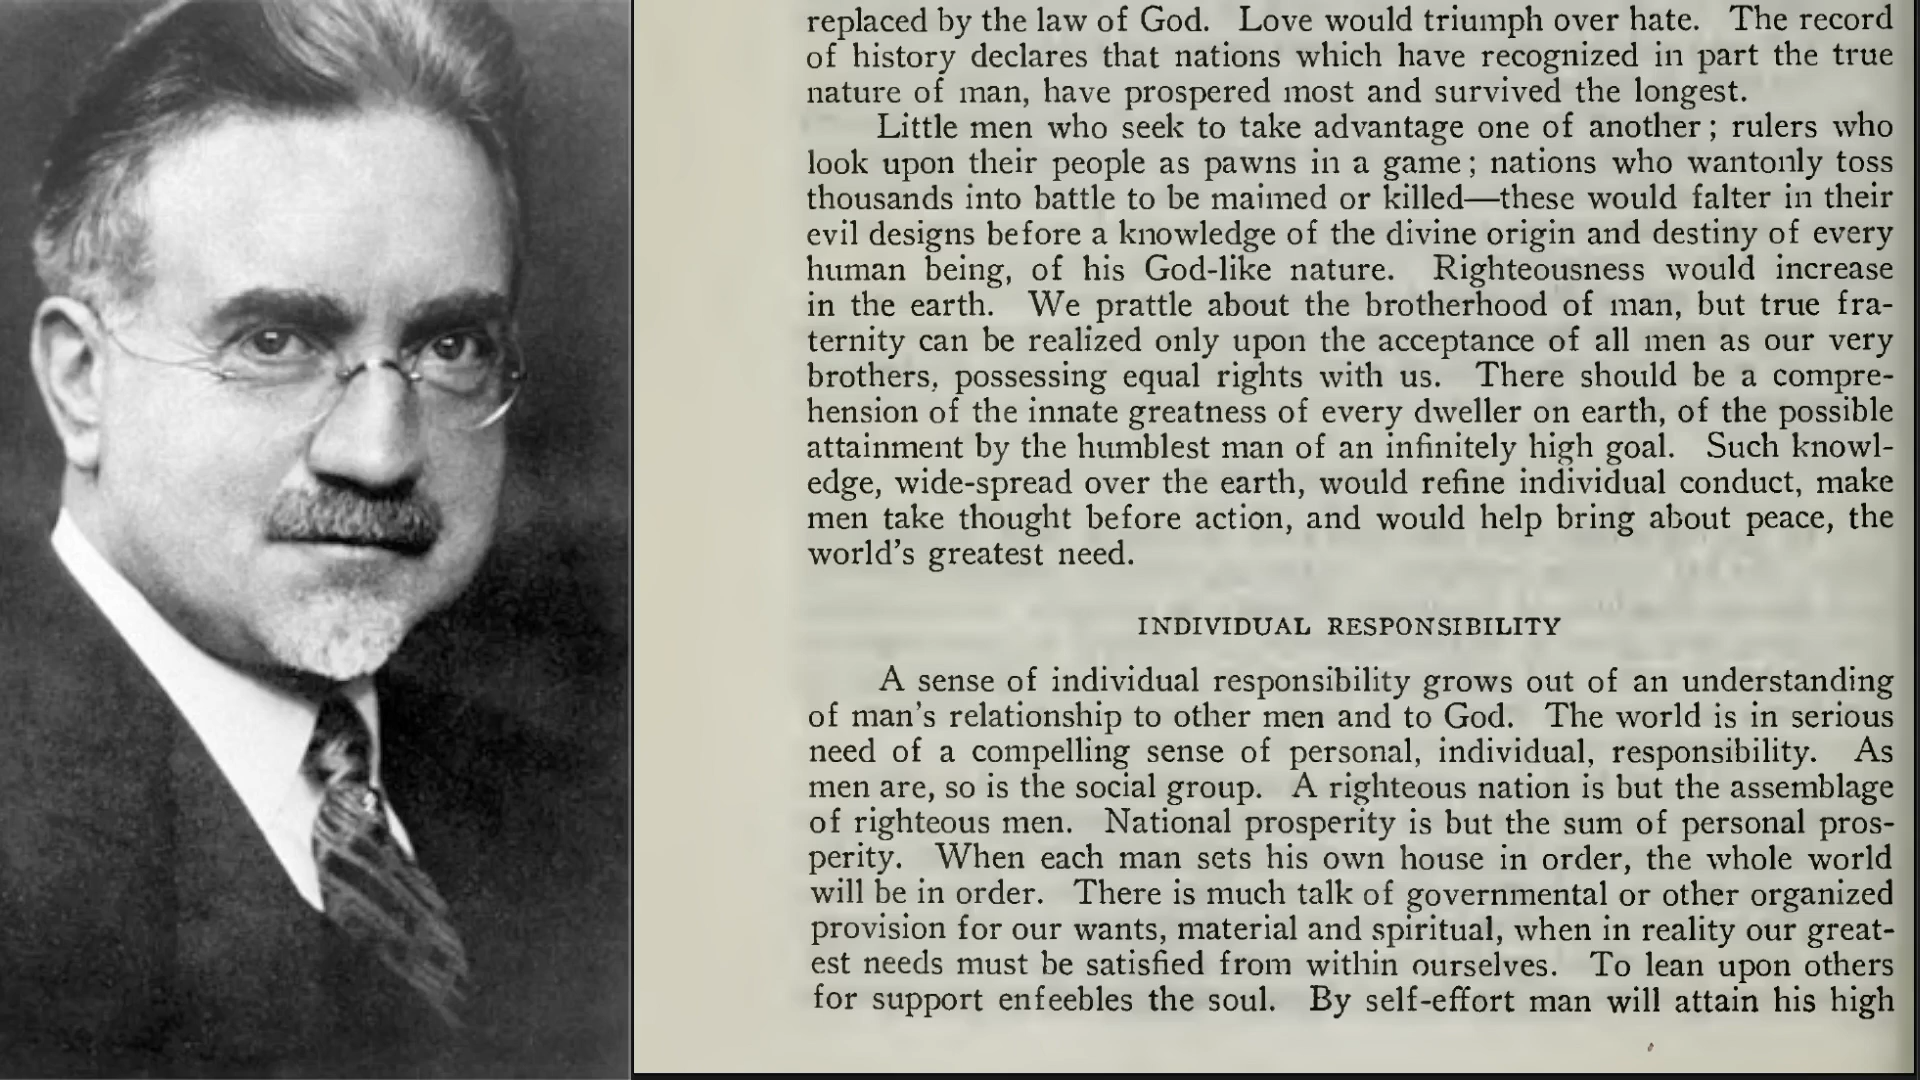 replaced by the law of God. Love would triumph over hate. The record
of history declares that nations which have recognized in part the true
nature of man, have prospered most and survived the longest.
Little men who seek to take advantage one of another; rulers who
look upon their people as pawns in a game; nations who wantonly toss
thousands into battle to be maimed or killed—these would falter in their
evil designs before a knowledge of the divine origin and destiny of every
human being, of his God-like nature. Righteousness would increase
in the earth. We prattle about the brotherhood of man, but true fra-
ternity can be realized only upon the acceptance of all men as our very
brothers, possessing equal rights with us. There should be a compre-
hension of the innate greatness of every dweller on earth, of the possible
attainment by the humblest man of an infinitely high goal. Such knowl-
edge, wide-spread over the earth, would refine individual conduct, make
men take thought before action, and would help bring about peace, the
world's greatest need.
INDIVIDUAL RESPONSIBILITY
A sense of individual responsibility grows out of an understanding
of man's relationship to other men and to God. The world is in serious
need of a compelling sense of personal, individual, responsibility. As
men are, so is the social group. A righteous nation is but the assemblage
of righteous men. National prosperity is but the sum of personal pros-
perity. When each man sets his own house in order, the whole world
will be in order. There is much talk of governmental or other organized
provision for our wants, material and spiritual, when in reality our great-
est needs must be satisfied from within ourselves. To lean upon others
for support enfeebles the soul. By self-effort man will attain his high